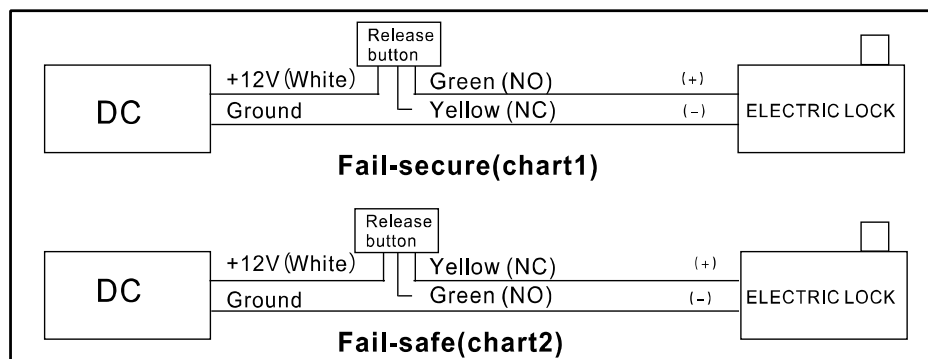 Release
button
+12V (White)
Green (NO)
(+)
DC
Ground
Yellow (NC)
(-)
ELECTRIC LOCK
Fail-secure(chart1)
Release
button
+12V (White)
Yellow (NC)
(+)
DC
Ground
Green (NO)
(-)
ELECTRIC LOCK
Fail-safe(chart2)